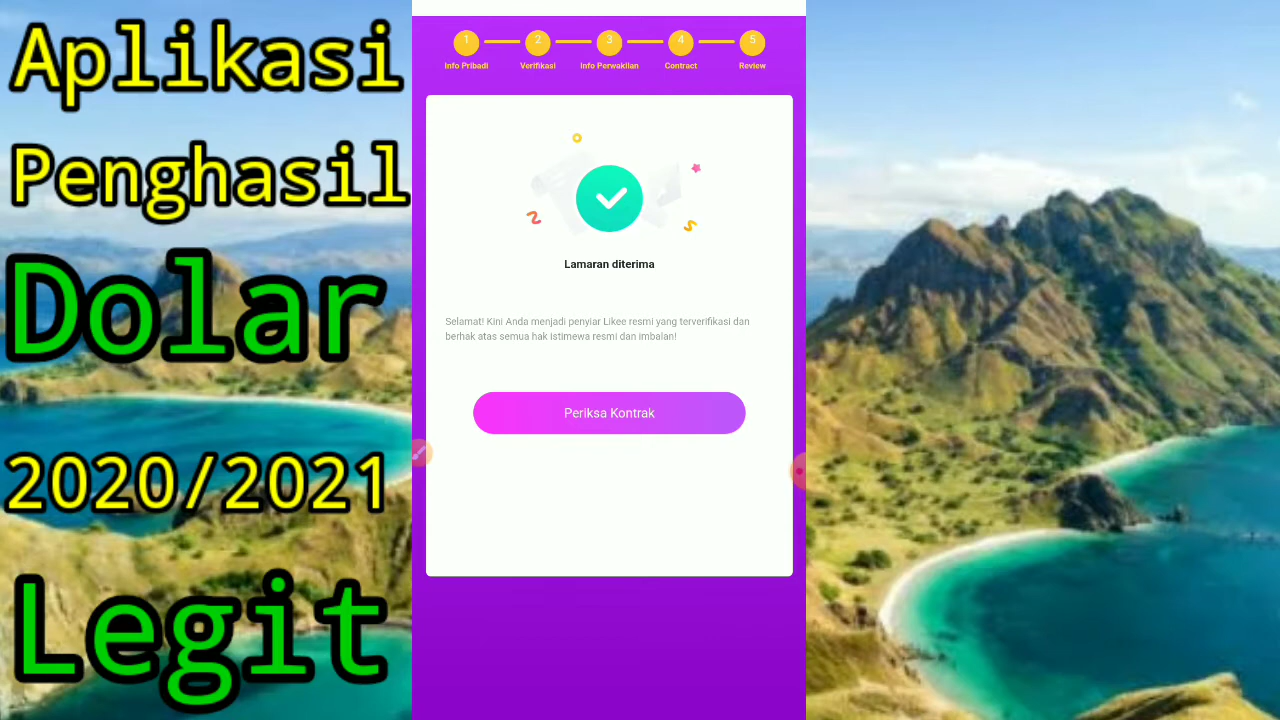 Aplikasi
Penghasil
Dolar
2020/2021
Legit
1 2 3 4 5
Info Pribadi Verifikasi Info Perwakilan Contract Review
Lamaran diterima
Selamat! Kini Anda menjadi penyiar Likee resmi yang terverifikasi dan
berhak atas semua hak istimewa resmi dan imbalan!
Periksa Kontrak